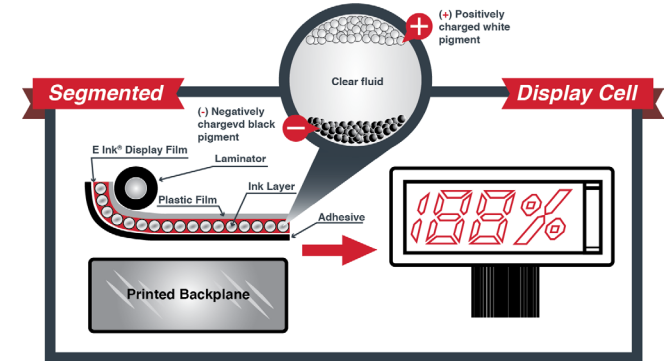 (+) Positively
charged white
pigment
Clear fluid
Segmented
Display Cell
(-) Negatively
chargevd black
pigment
E Ink® Display Film
Laminator
Ink Layer
Plastic Film
Adhesive
Printed Backplane
188%